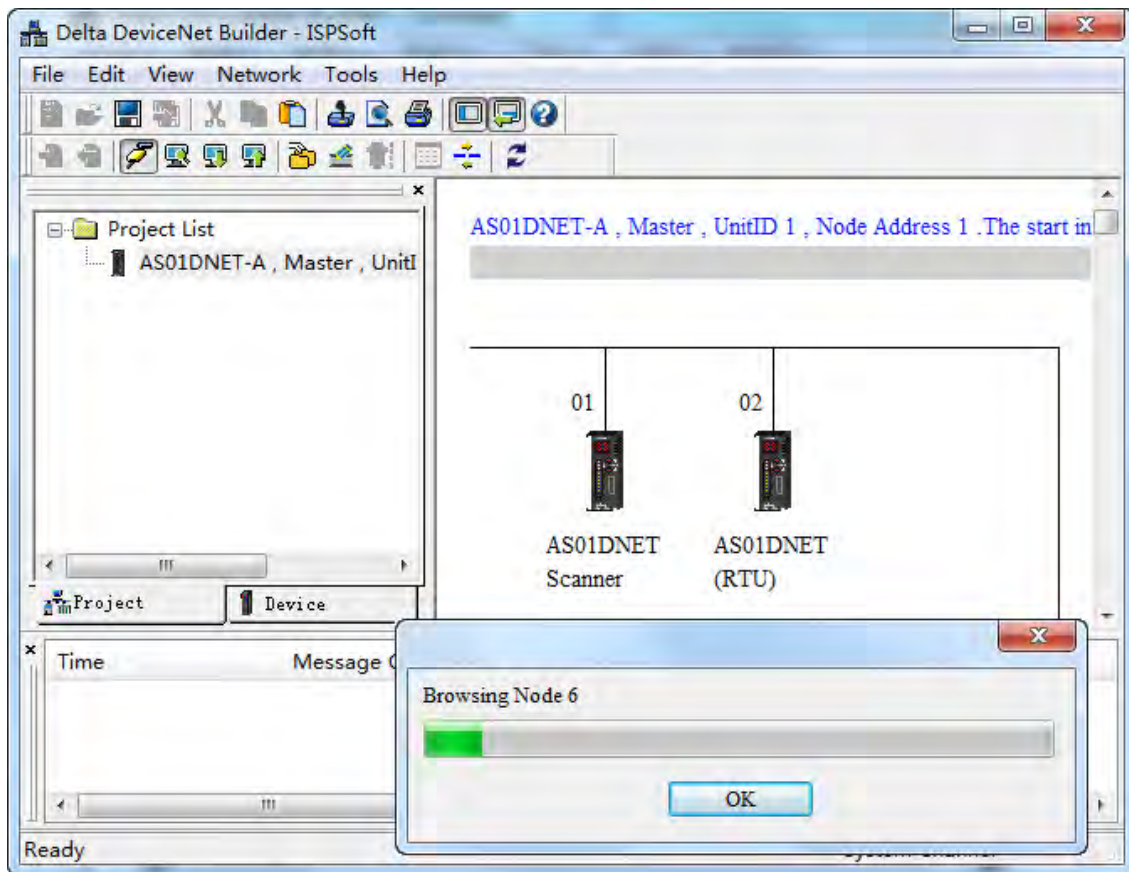 Delta DeviceNet Builder - ISPSoft
File Edit View Network Tools Help
Project List
AS01DNET-A , Master , UnitI
Project
Device
AS01DNET-A , Master , UnitID 1 , Node Address 1 .The start in
01
02
AS01DNET
Scanner
AS01DNET
(RTU)
Time Message
Browsing Node 6
OK
Ready